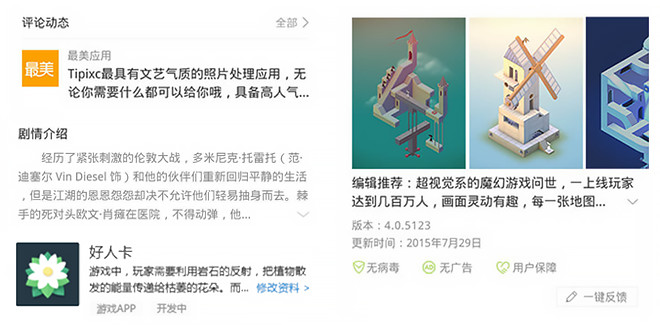 评论动态
全部
最美
最美应用
Tipixc最具有文艺气质的照片处理应用，无
论你需要什么都可以给你哦，具备高人气...
剧情介绍
经历了紧张刺激的伦敦大战，多米尼克·托雷托（范·
迪塞尔 Vin Diesel 饰）和他的伙伴们重新回归平静的生活
，但是江湖的恩恩怨怨却决不允许他们轻易抽身而去。棘
手的死对头欧文·肖瘫在医院，不得动弹，他...
好人卡
游戏中，玩家需要利用岩石的反射，把植物散
发的能量传递给枯萎的花朵。而... 修改资料 >
游戏APP 开发中
编辑推荐：超视觉系的魔幻游戏问世，一上线玩家
达到几百万人，画面灵动有趣，每一张地图...
版本：4.0.5123
更新时间：2015年7月29日
无病毒 无广告 用户保障
一键反馈